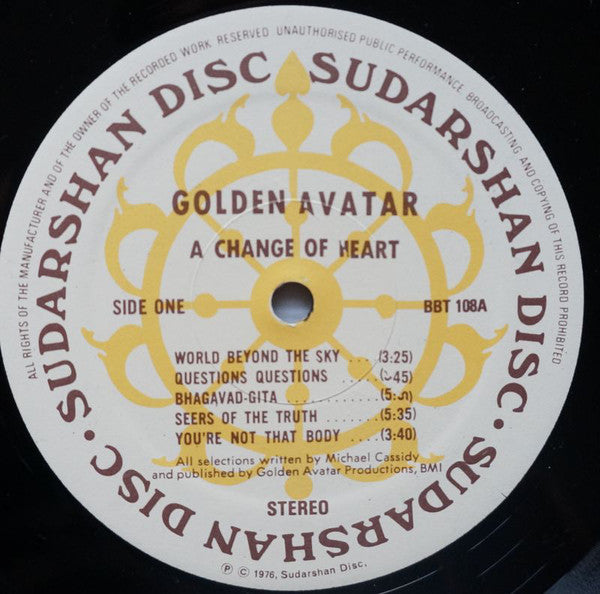 ALL RIGHTS OF THE MANUFACTURER AND OF THE OWNER OF THE RECORDED WORK RESERVED UNAUTHORISED PUBLIC PERFORMANCE, BROADCASTING AND COPYING OF THIS RECORD PROHIBITED
SUDARSHAN DISC SUDARSHAN DISC · SUDARSHAN DISC ·
GOLDEN AVATAR
A CHANGE OF HEART
SIDE ONE BBT 108A
WORLD BEYOND THE SKY . . . (3:25)
QUESTIONS QUESTIONS
BHAGAVAD-GITA
SEERS OF THE TRUTH . . . . . . (5:35)
YOU'RE NOT THAT BODY . . . (3:40)
All selections written by Michael Cassidy
and published by Golden Avatar Productions, BMI
STEREO
Ⓟ © 1976, Sudarshan Disc.